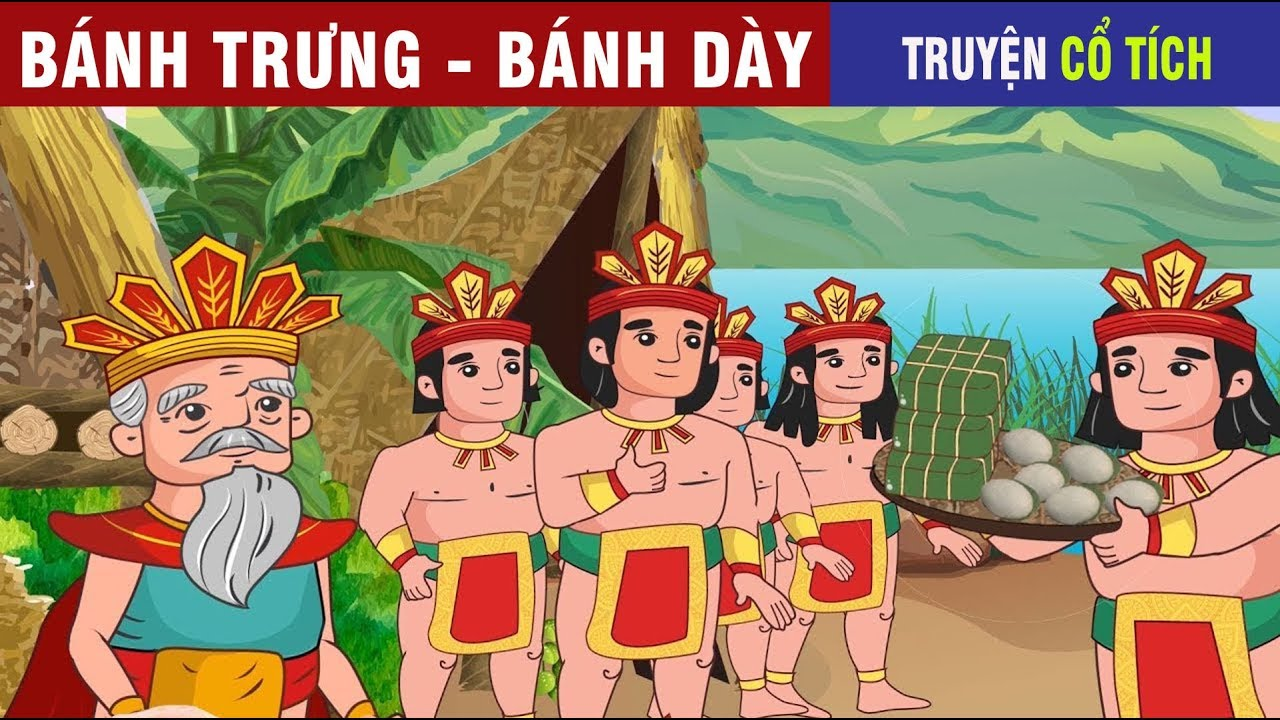 BÁNH TRƯNG - BÁNH DÀY
TRUYỆN CỔ TÍCH